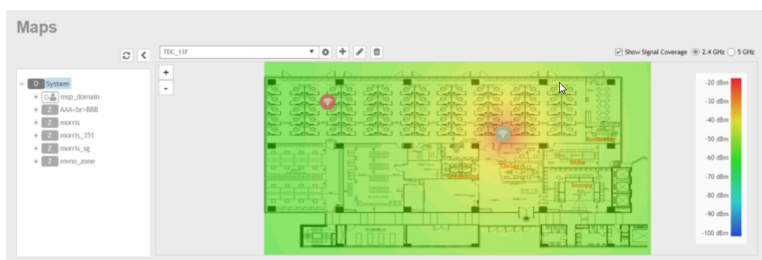 Maps
TDC_11F
Show Signal Coverage 2.4 GHz 5 GHz
+
-
D System
D msp_domain
Z AAA<br>BBB
Z morris
Z morris_351
Z morris_sg
Z mvno_zone
-20 dBm
-30 dBm
-40 dBm
-50 dBm
-60 dBm
-70 dBm
-80 dBm
-90 dBm
-100 dBm